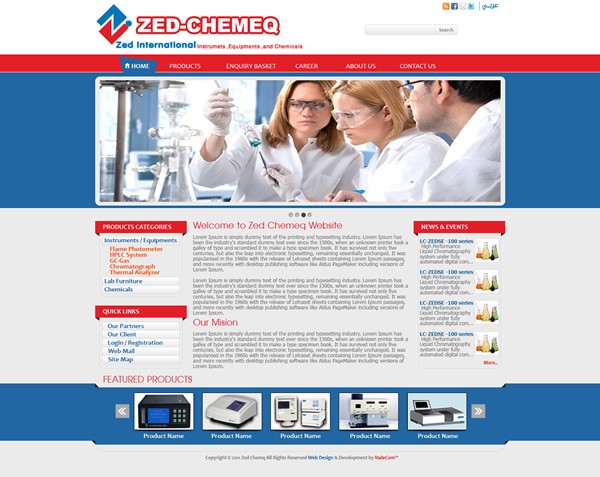 عربي
ZED-CHEMEQ
Zed International Instrumets ,Equipments ,and Chemicals
Search
HOME
PRODUCTS
ENQUIRY BASKET
CAREER
ABOUT US
CONTACT US
PRODUCTS CATEGORIES
Instruments / Equipments
Flame Photometer
HPLC System
GC-Gas
Chromatograph
Thermal Analyzer
Lab Furniture
Chemicals
QUICK LINKS
Our Partners
Our Client
Login / Registration
Web Mail
Site Map
Welcome to Zed Chemeq Website
Lorem Ipsum is simply dummy text of the printing and typesetting industry. Lorem Ipsum has
been the industry's standard dummy text ever since the 1500s, when an unknown printer took a
galley of type and scrambled it to make a type specimen book. It has survived not only five
centuries, but also the leap into electronic typesetting, remaining essentially unchanged. It was
popularised in the 1960s with the release of Letraset sheets containing Lorem Ipsum passages,
and more recently with desktop publishing software like Aldus PageMaker including versions of
Lorem Ipsum.
Lorem Ipsum is simply dummy text of the printing and typesetting industry. Lorem Ipsum has
been the industry's standard dummy text ever since the 1500s, when an unknown printer took a
galley of type and scrambled it to make a type specimen book. It has survived not only five
centuries, but also the leap into electronic typesetting, remaining essentially unchanged. It was
popularised in the 1960s with the release of Letraset sheets containing Lorem Ipsum passages,
and more recently with desktop publishing software like Aldus PageMaker including versions of
Lorem Ipsum.
Our Mision
Lorem Ipsum is simply dummy text of the printing and typesetting industry. Lorem Ipsum has
been the industry's standard dummy text ever since the 1500s, when an unknown printer took a
galley of type and scrambled it to make a type specimen book. It has survived not only five
centuries, but also the leap into electronic typesetting, remaining essentially unchanged. It was
popularised in the 1960s with the release of Letraset sheets containing Lorem Ipsum passages,
and more recently with desktop publishing software like Aldus PageMaker including versions of
Lorem Ipsum.
NEWS & EVENTS
LC-ZEDSE -100 series
High Performance
Liquid Chromatography
system under fully
automated digital com...
LC-ZEDSE -100 series
High Performance
Liquid Chromatography
system under fully
automated digital com...
LC-ZEDSE -100 series
High Performance
Liquid Chromatography
system under fully
automated digital com...
LC-ZEDSE -100 series
High Performance
Liquid Chromatography
system under fully
automated digital com...
More..
FEATURED PRODUCTS
Product Name
Product Name
Product Name
Product Name
Product Name
Copyright © 2011 Zed Chemq All Rights Reserved Web Design & Development by VadeCom™